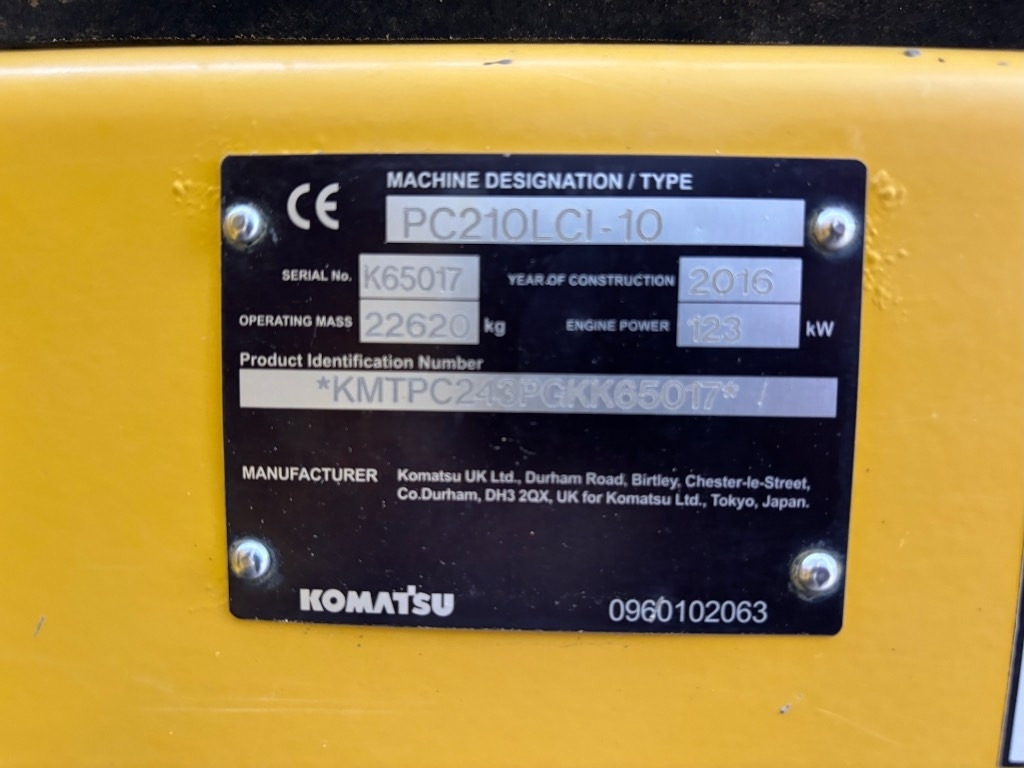 CE
MACHINE DESIGNATION / TYPE
PC210LCI-10
SERIAL No. K65017 YEAR OF CONSTRUCTION 2016
OPERATING MASS 22620 kg ENGINE POWER 123 kW
Product Identification Number
*KMTPC243PGKK65017*
MANUFACTURER Komatsu UK Ltd., Durham Road, Birtley, Chester-le-Street,
Co.Durham, DH3 2QX, UK for Komatsu Ltd., Tokyo, Japan.
KOMATSU 0960102063